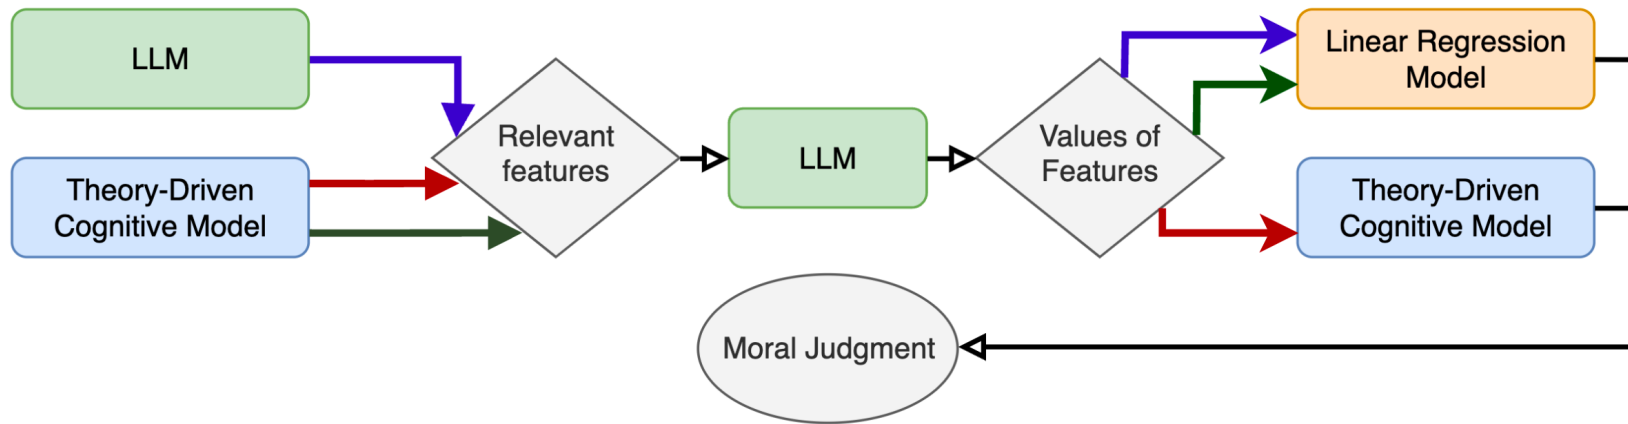 LLM
Theory-Driven
Cognitive Model
Relevant
features
LLM
Values of
Features
Linear Regression
Model
Theory-Driven
Cognitive Model
Moral Judgment